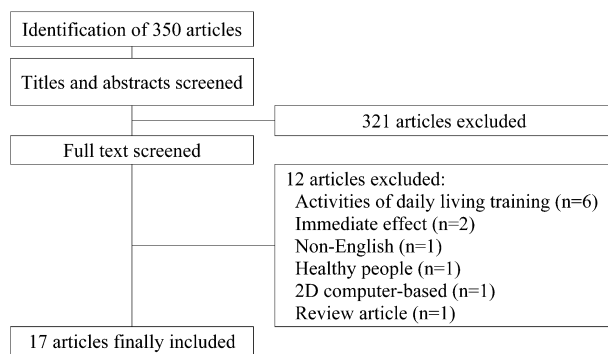 Identification of 350 articles
Titles and abstracts screened
321 articles excluded
Full text screened
12 articles excluded:
Activities of daily living training (n=6)
Immediate effect (n=2)
Non-English (n=1)
Healthy people (n=1)
2D computer-based (n=1)
Review article (n=1)
17 articles finally included